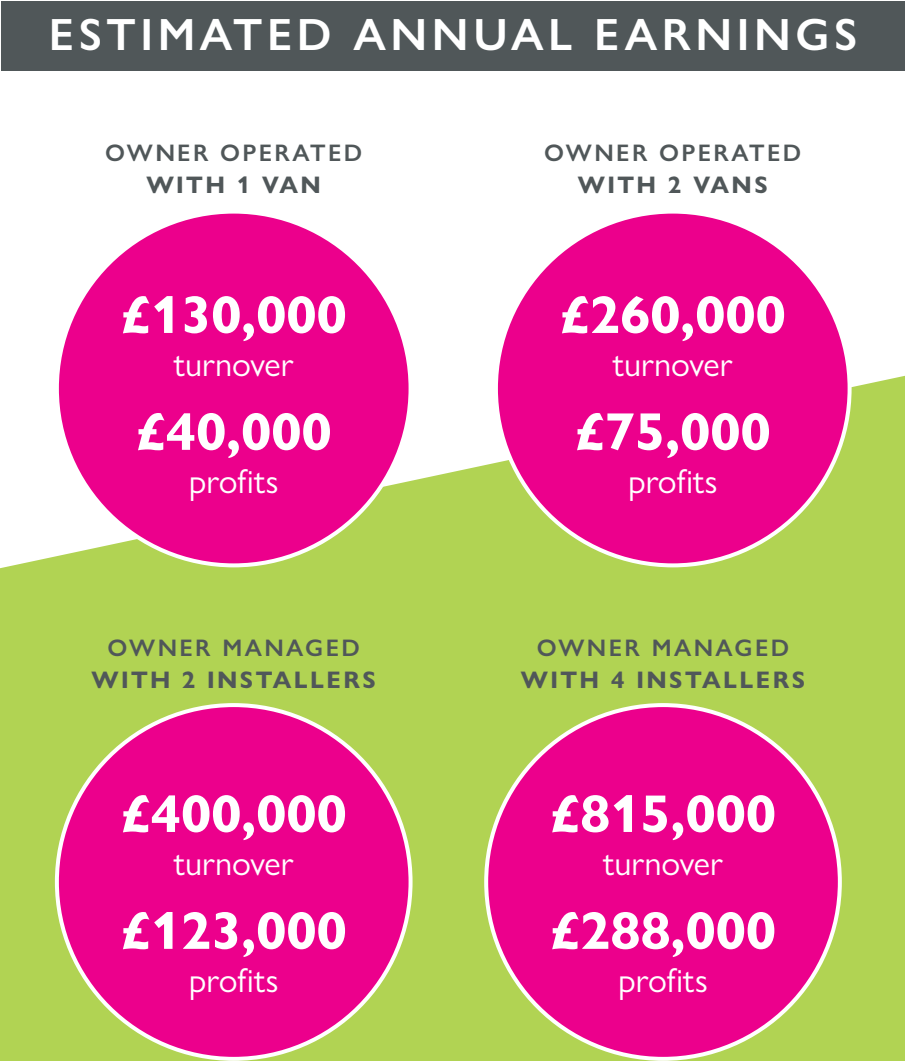 ESTIMATED ANNUAL EARNINGS
OWNER OPERATED
WITH 1 VAN
£130,000
turnover
£40,000
profits
OWNER OPERATED
WITH 2 VANS
£260,000
turnover
£75,000
profits
OWNER MANAGED
WITH 2 INSTALLERS
£400,000
turnover
£123,000
profits
OWNER MANAGED
WITH 4 INSTALLERS
£815,000
turnover
£288,000
profits